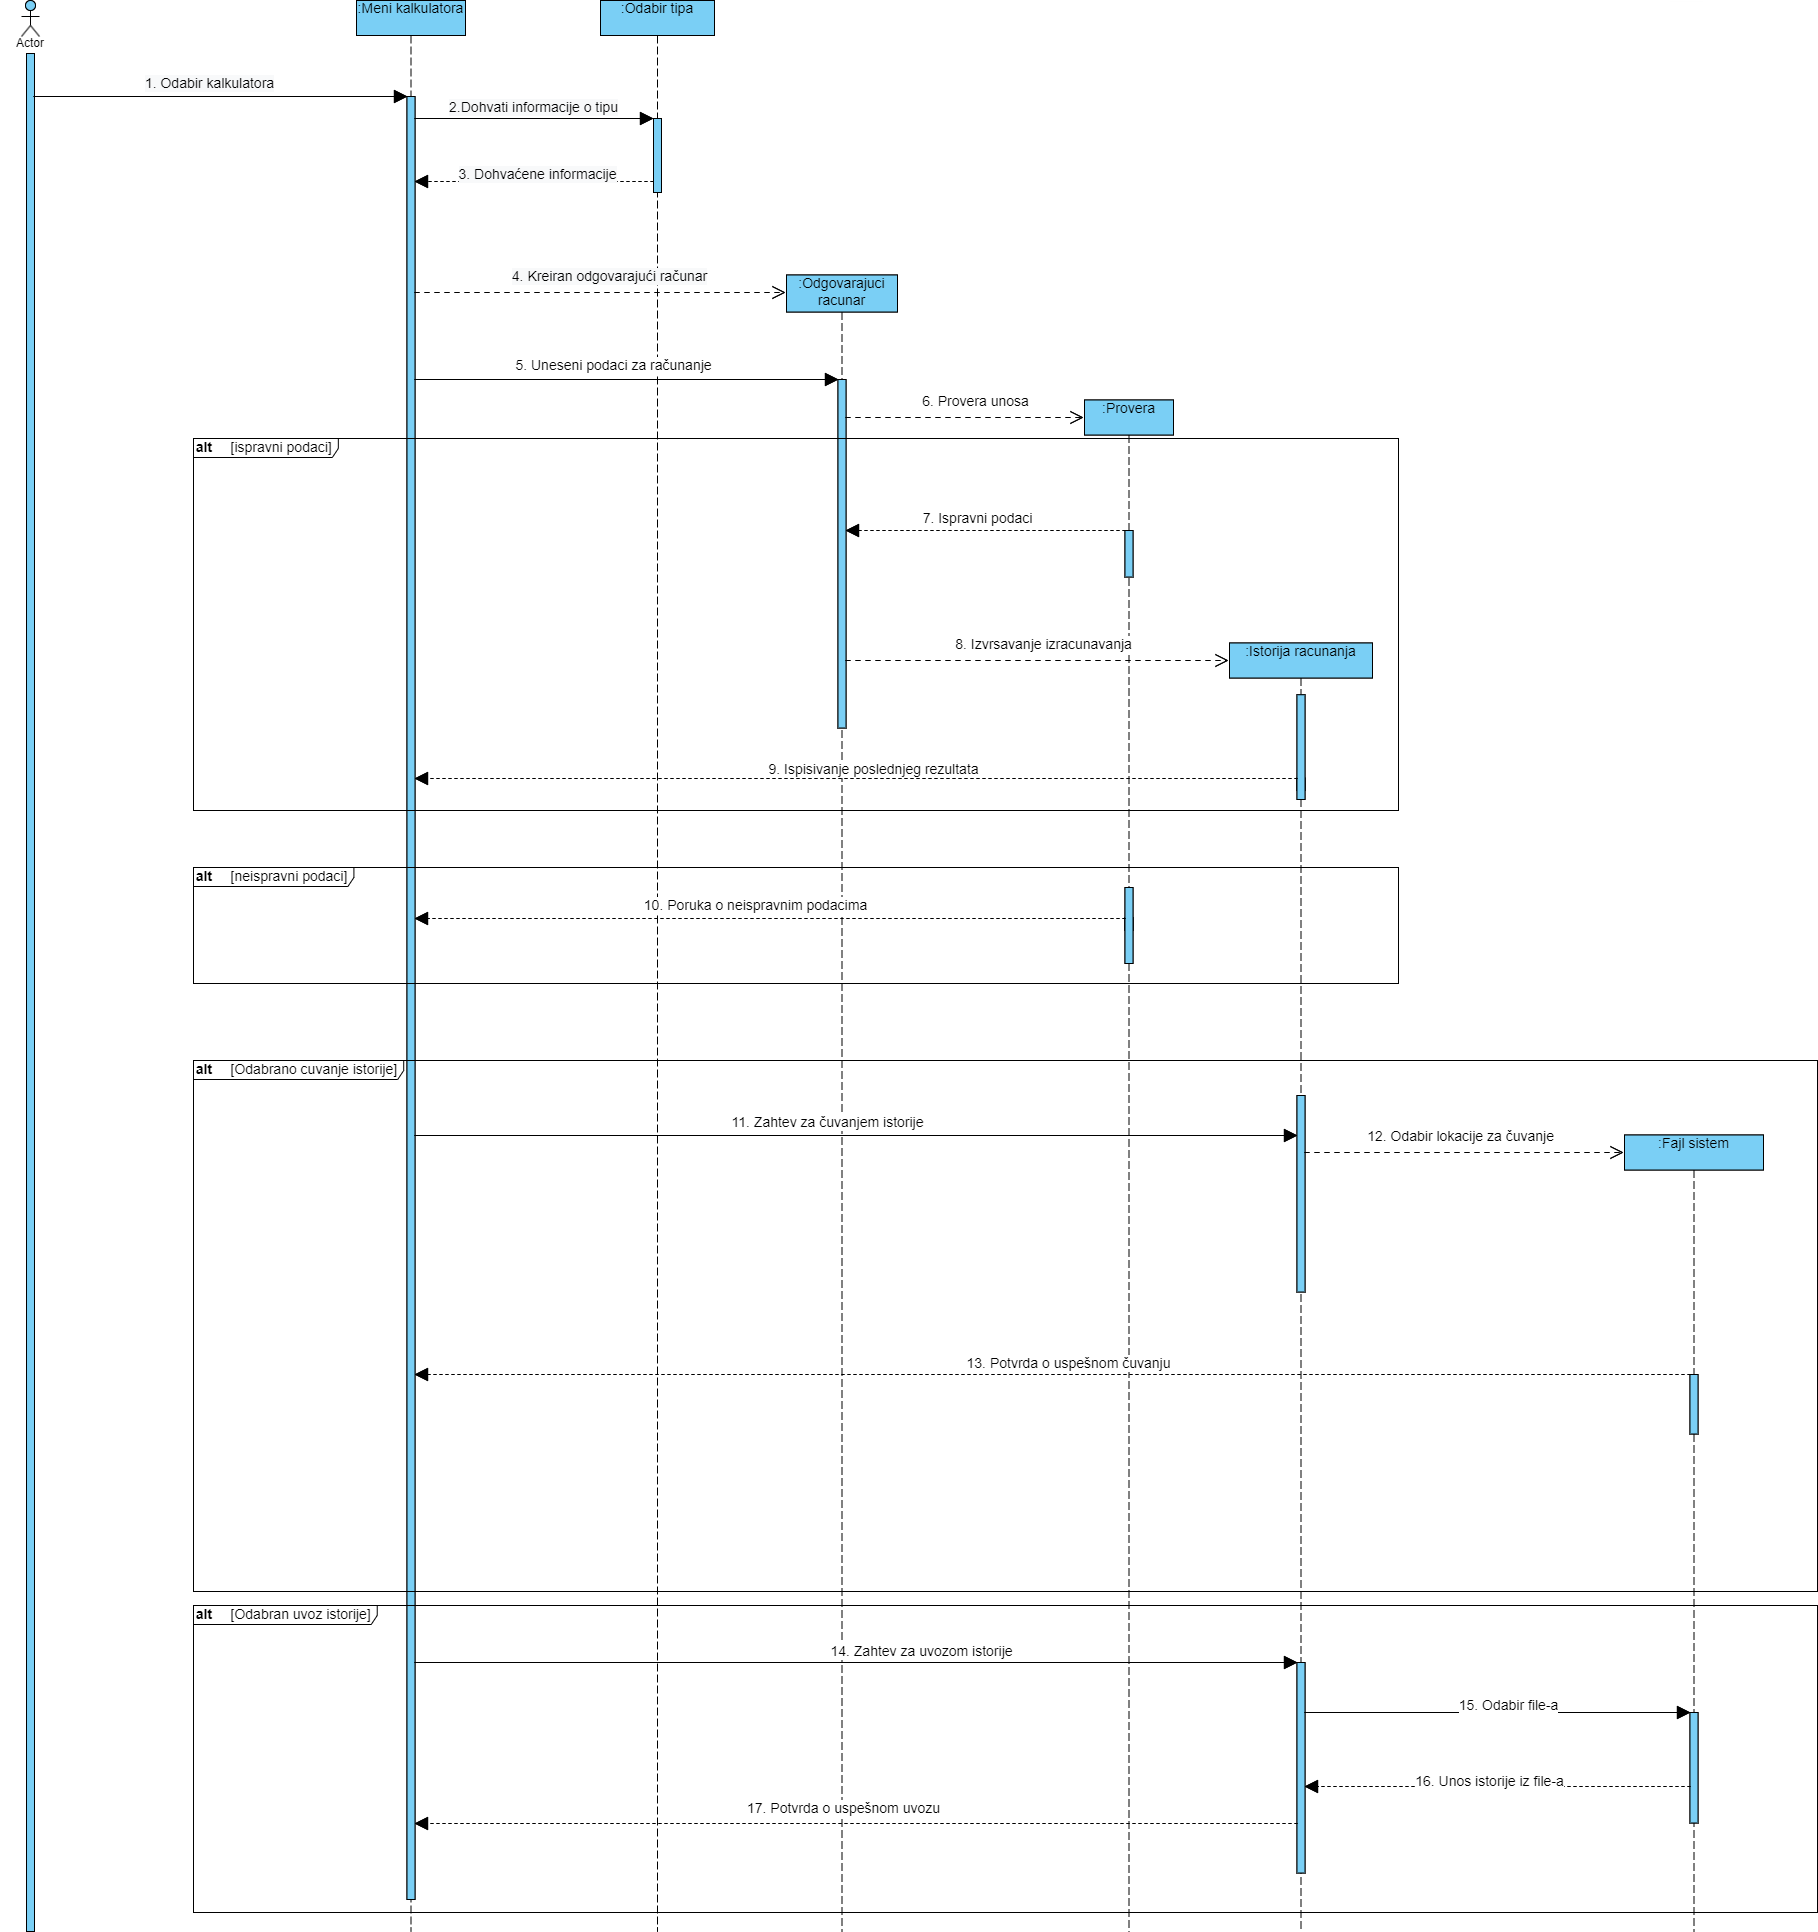 :Meni kalkulatora
:Odabir tipa
Actor
1. Odabir kalkulatora
2.Dohvati informacije o tipu
3. Dohvaćene informacije
4. Kreiran odgovarajući računar
:Odgovarajuci
racunar
5. Uneseni podaci za računanje
6. Provera unosa
:Provera
alt [ispravni podaci]
7. Ispravni podaci
8. Izvrsavanje izracunavanja
:Istorija racunanja
9. Ispisivanje poslednjeg rezultata
alt [neispravni podaci]
10. Poruka o neispravnim podacima
alt [Odabrano cuvanje istorije]
11. Zahtev za čuvanjem istorije
12. Odabir lokacije za čuvanje
:Fajl sistem
13. Potvrda o uspešnom čuvanju
alt [Odabran uvoz istorije]
14. Zahtev za uvozom istorije
15. Odabir file-a
16. Unos istorije iz file-a
17. Potvrda o uspešnom uvozu